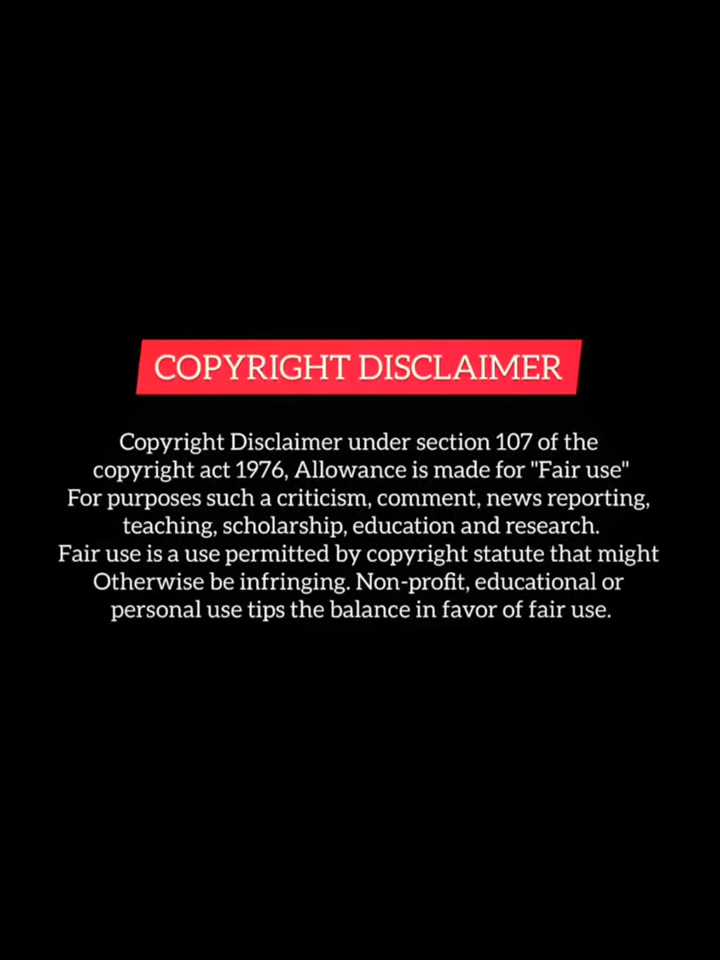 COPYRIGHT DISCLAIMER
Copyright Disclaimer under section 107 of the
copyright act 1976, Allowance is made for "Fair use"
For purposes such a criticism, comment, news reporting,
teaching, scholarship, education and research.
Fair use is a use permitted by copyright statute that might
Otherwise be infringing. Non-profit, educational or
personal use tips the balance in favor of fair use.